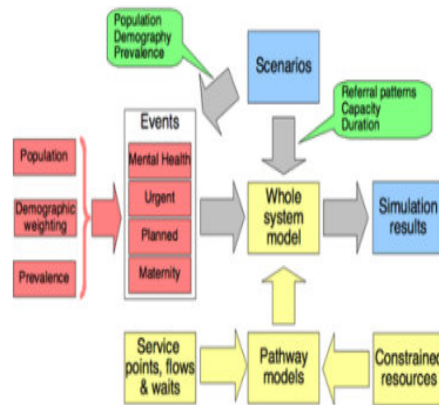 Population
Demography
Prevalence
Scenarios
Referral patterns
Capacity
Duration
Events
Mental Health
Urgent
Planned
Maternity
Population
Demographic
weighting
Prevalence
Whole
system
model
Simulation
results
Service
points, flows
& waits
Pathway
models
Constrained
resources